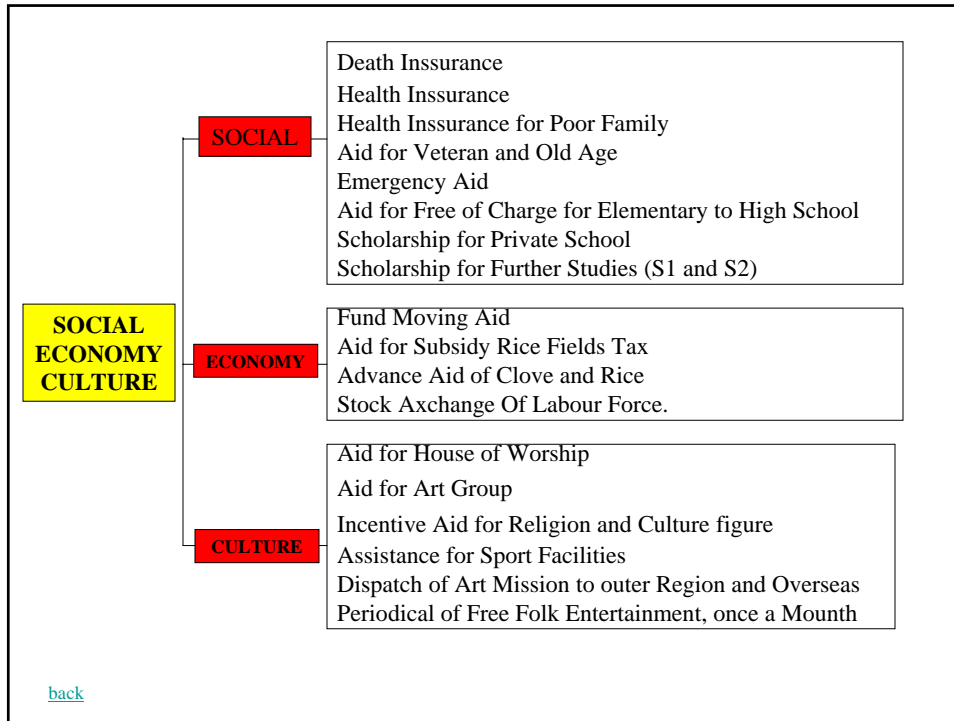 SOCIAL
ECONOMY
CULTURE
SOCIAL
Death Inssurance
Health Inssurance
Health Inssurance for Poor Family
Aid for Veteran and Old Age
Emergency Aid
Aid for Free of Charge for Elementary to High School
Scholarship for Private School
Scholarship for Further Studies (S1 and S2)
ECONOMY
Fund Moving Aid
Aid for Subsidy Rice Fields Tax
Advance Aid of Clove and Rice
Stock Axchange Of Labour Force.
CULTURE
Aid for House of Worship
Aid for Art Group
Incentive Aid for Religion and Culture figure
Assistance for Sport Facilities
Dispatch of Art Mission to outer Region and Overseas
Periodical of Free Folk Entertainment, once a Mounth
back